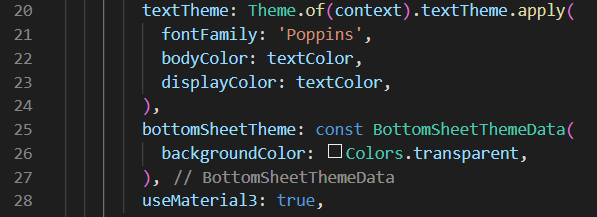 20 textTheme: Theme.of(context).textTheme.apply(
21 fontFamily: 'Poppins',
22 bodyColor: textColor,
23 displayColor: textColor,
24 ),
25 bottomSheetTheme: const BottomSheetThemeData(
26 backgroundColor: Colors.transparent,
27 ), // BottomSheetThemeData
28 useMaterial3: true,